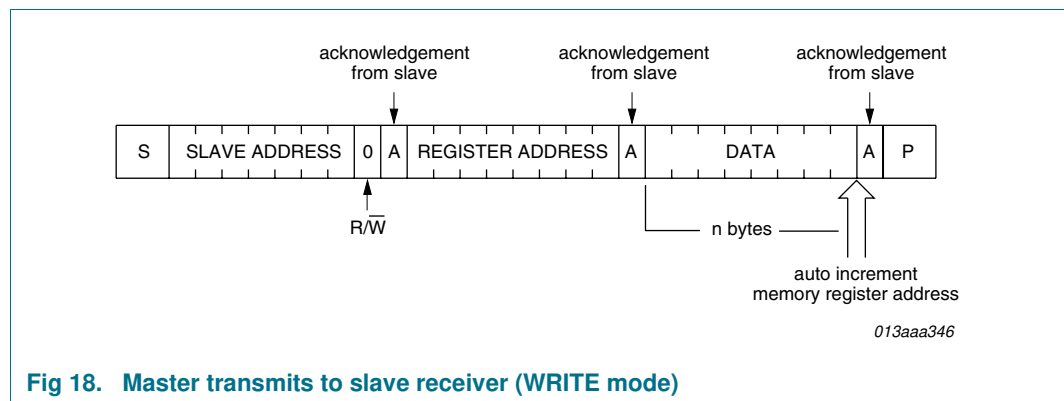 acknowledgement
from slave
acknowledgement
from slave
acknowledgement
from slave
S SLAVE ADDRESS 0 A REGISTER ADDRESS A DATA A P
R/W̅
n bytes
auto increment
memory register address
013aaa346
Fig 18. Master transmits to slave receiver (WRITE mode)